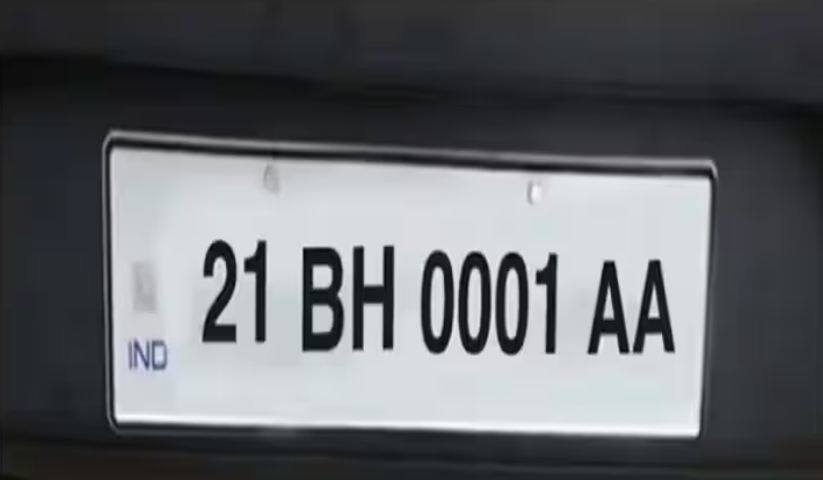 21 BH 0001 AA
IND